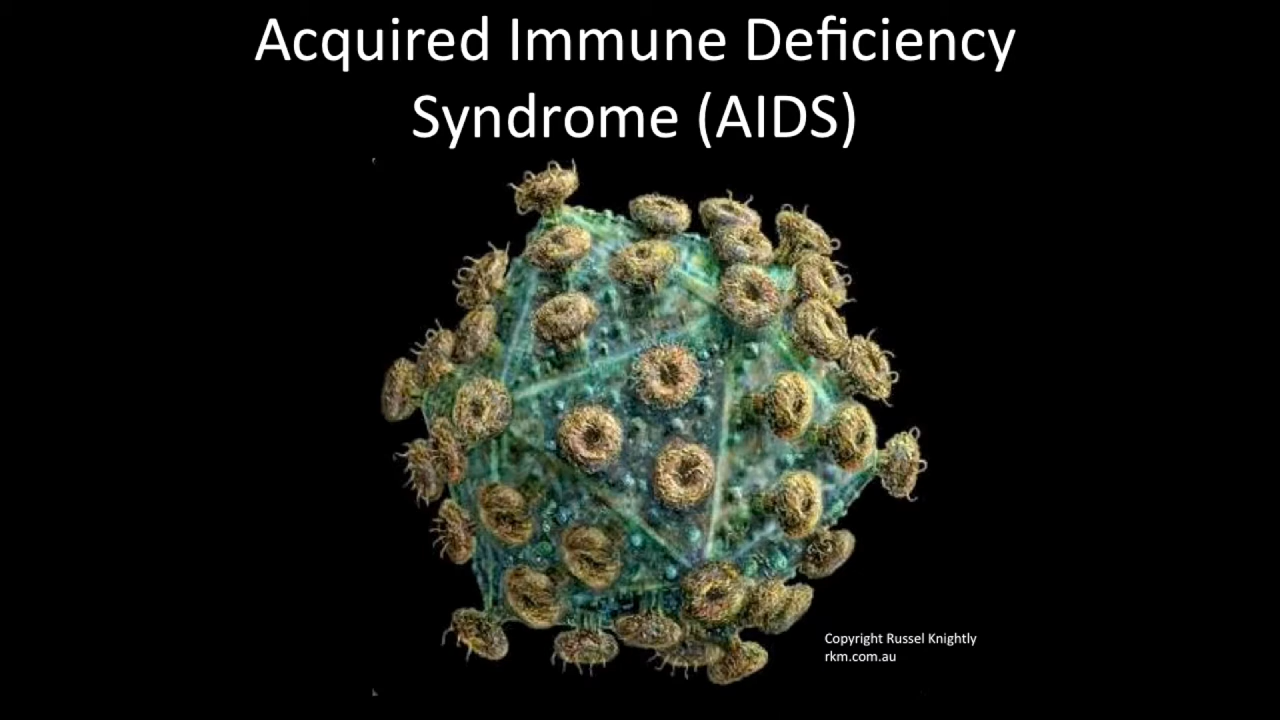 Acquired Immune Deficiency
Syndrome (AIDS)
Copyright Russel Knightly
rkm.com.au